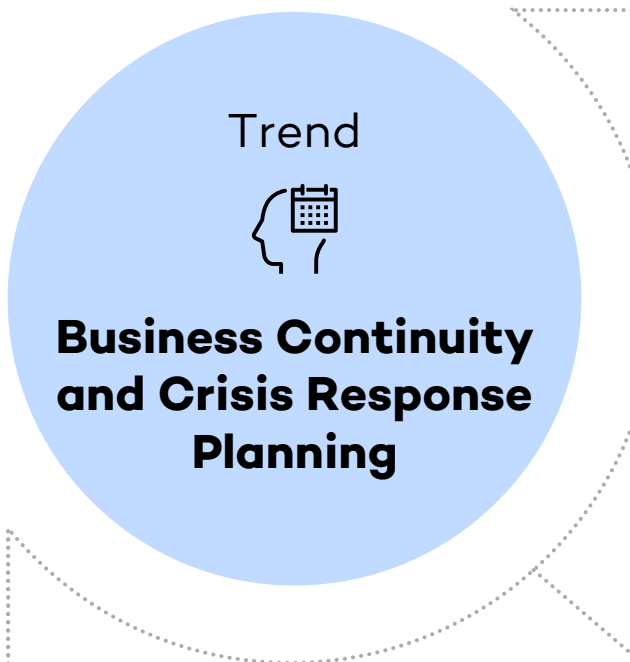 Trend
Business Continuity
and Crisis Response
Planning